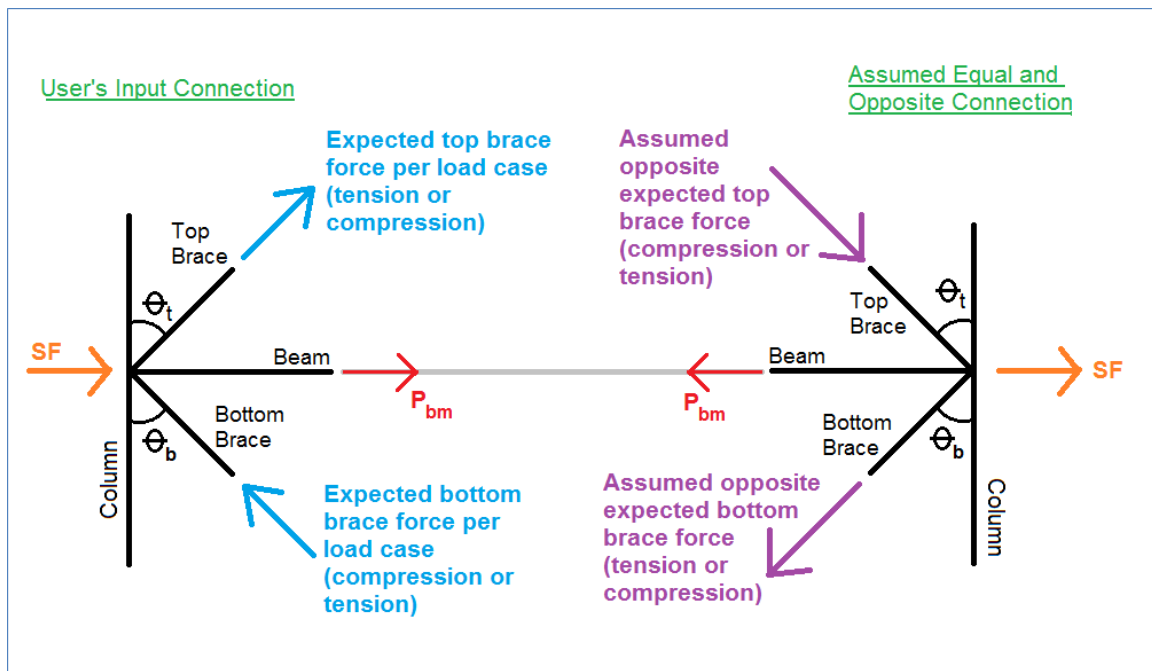 User's Input Connection
Assumed Equal and
Opposite Connection
Expected top brace
force per load case
(tension or
compression)
Assumed
opposite
expected top
brace force
(compression or
tension)
Top
Brace
Θt
SF
Beam
Pbm
Bottom
Brace
Θb
Column
Expected bottom
brace force per
load case
(compression or
tension)
Θt
Top
Brace
Beam
Pbm
SF
Bottom
Brace
Θb
Column
Assumed opposite
expected bottom
brace force
(tension or
compression)